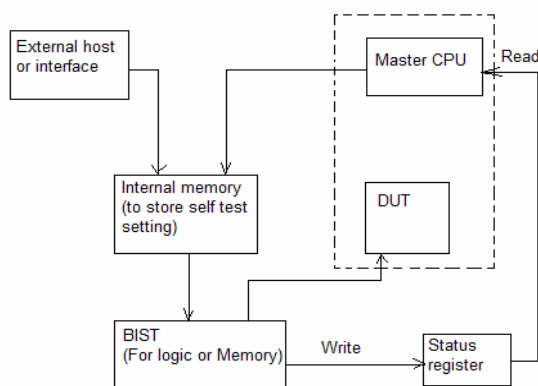 External host
or interface
Master CPU
Read
Internal memory
(to store self test
setting)
DUT
BIST
(For logic or Memory)
Write
Status
register